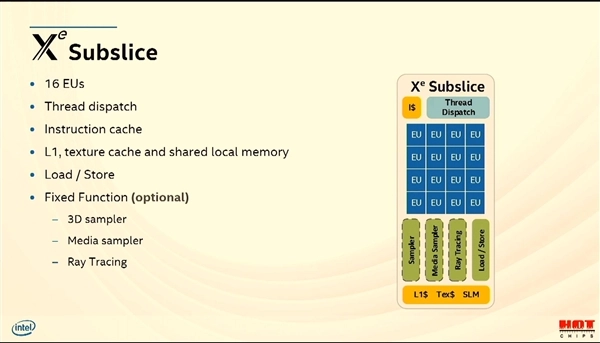 Xe Subslice
• 16 EUs
• Thread dispatch
• Instruction cache
• L1, texture cache and shared local memory
• Load / Store
• Fixed Function (optional)
– 3D sampler
– Media sampler
– Ray Tracing
Xe Subslice
I$
Thread
Dispatch
EU EU EU EU
EU EU EU EU
EU EU EU EU
EU EU EU EU
Sampler
Media Sampler
Ray Tracing
Load / Store
L1$ Tex$ SLM
intel
HOT
CHIPS